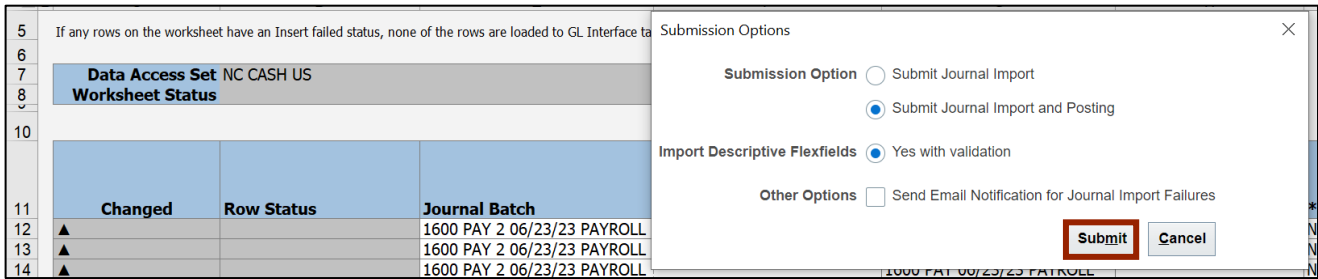 5 If any rows on the worksheet have an Insert failed status, none of the rows are loaded to GL Interface ta
6
7 Data Access Set NC CASH US
8 Worksheet Status
10
11 Changed Row Status Journal Batch *
12 ▲ 1600 PAY 2 06/23/23 PAYROLL N
13 ▲ 1600 PAY 2 06/23/23 PAYROLL N
14 ▲ 1600 PAY 2 06/23/23 PAYROLL 1600 PAY 06/23/23 PAYROLL N
Submission Options
Submission Option Submit Journal Import
Submit Journal Import and Posting
Import Descriptive Flexfields Yes with validation
Other Options Send Email Notification for Journal Import Failures
Submit Cancel